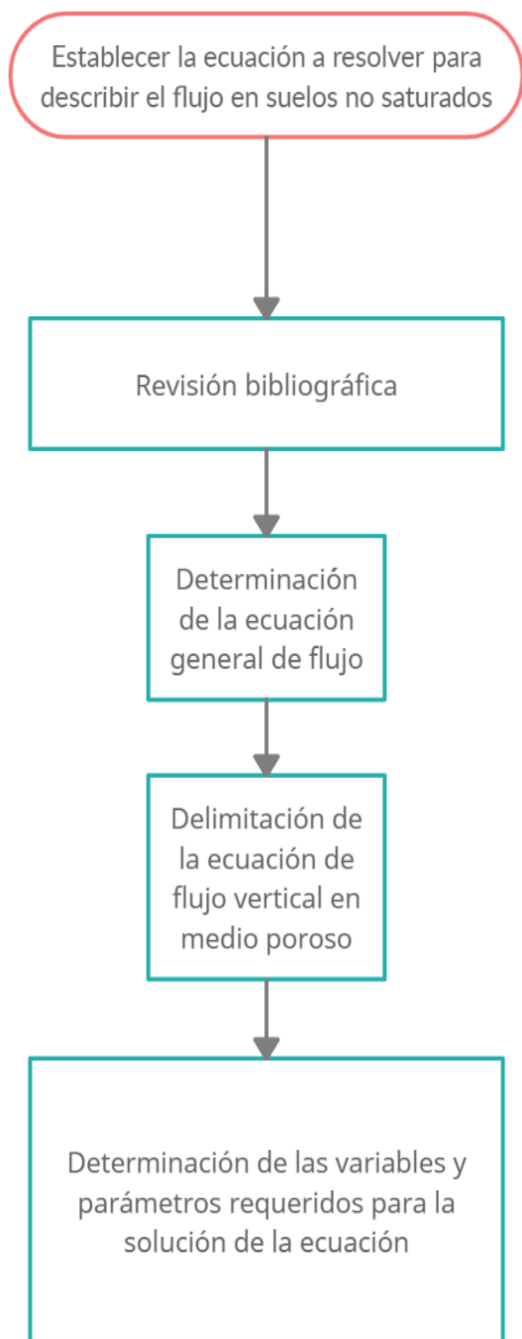 Establecer la ecuación a resolver para
describir el flujo en suelos no saturados
Revisión bibliográfica
Determinación
de la ecuación
general de flujo
Delimitación de
la ecuación de
flujo vertical en
medio poroso
Determinación de las variables y
parámetros requeridos para la
solución de la ecuación